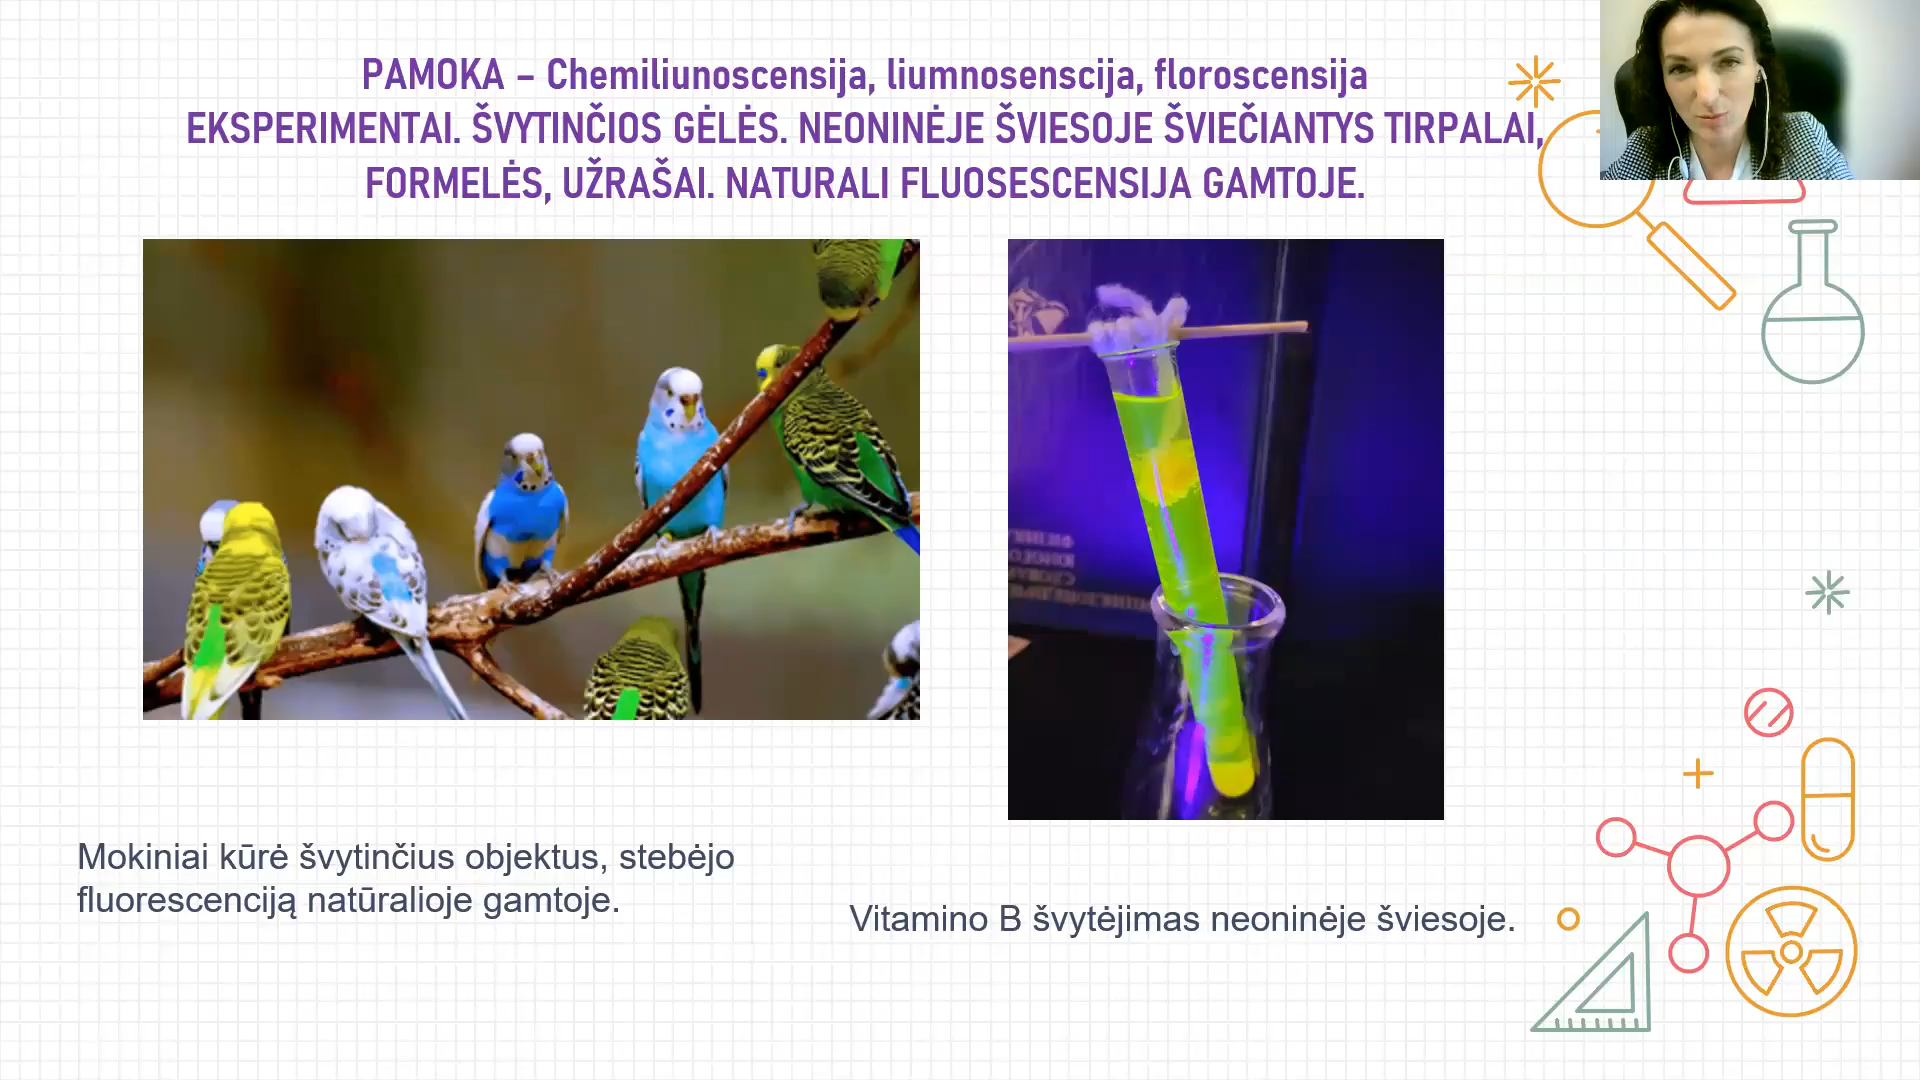 PAMOKA – Chemiliunoscensija, liumnosenscija, floroscensija
EKSPERIMENTAI. ŠVYTINČIOS GĖLĖS. NEONINĖJE ŠVIESOJE ŠVIEČIANTYS TIRPALAI,
FORMELĖS, UŽRAŠAI. NATURALI FLUOSESCENSIJA GAMTOJE.
Mokiniai kūrė švytinčius objektus, stebėjo
fluorescenciją natūralioje gamtoje.
Vitamino B švytėjimas neoninėje šviesoje.